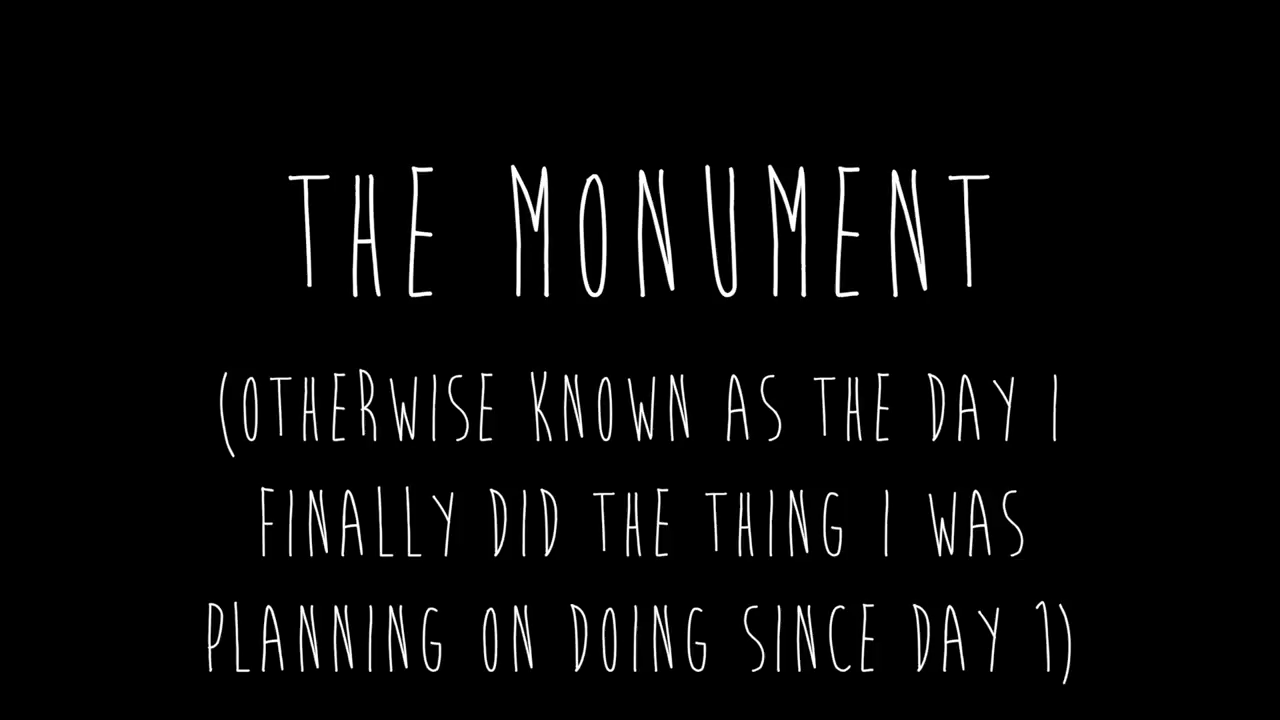 THE MONUMENT
(OTHERWISE KNOWN AS THE DAY I
FINALLY DID THE THING I WAS
PLANNING ON DOING SINCE DAY 1)